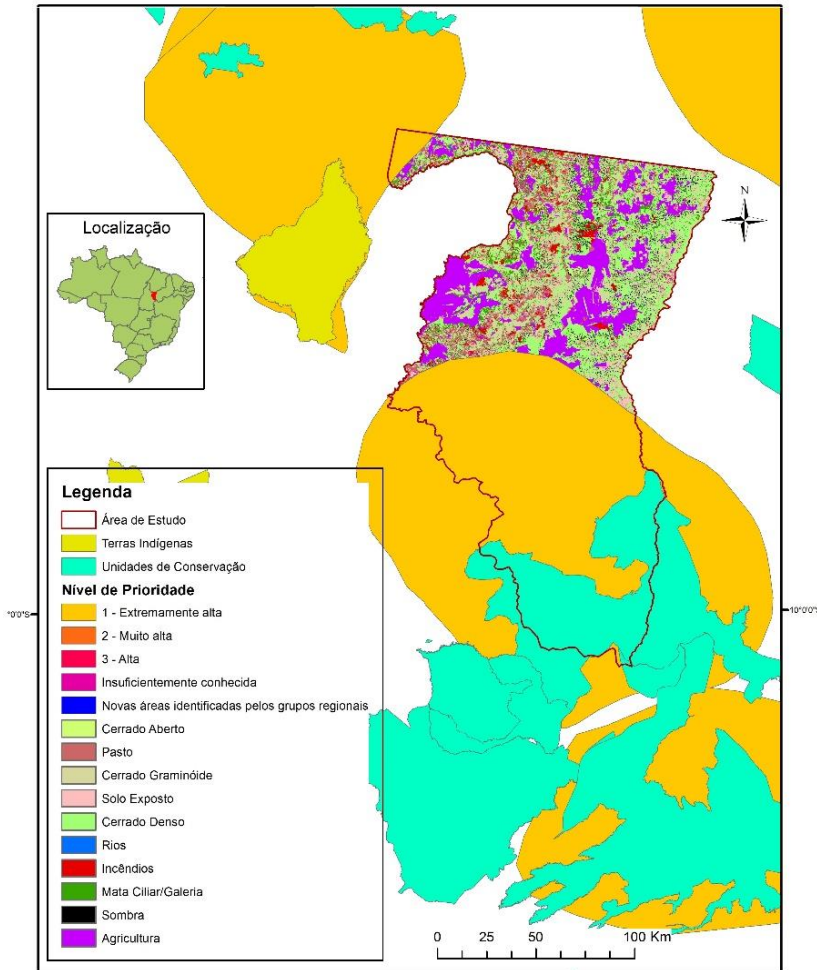 N
Localização
Legenda
Área de Estudo
Terras Indígenas
Unidades de Conservação
Nível de Prioridade
1 - Extremamente alta
2 - Muito alta
3 - Alta
Insuficientemente conhecida
Novas áreas identificadas pelos grupos regionais
Cerrado Aberto
Pasto
Cerrado Graminóide
Solo Exposto
Cerrado Denso
Rios
Incêndios
Mata Ciliar/Galeria
Sombra
Agricultura
°0'0"S
10°0'0"S
0 25 50 100 Km